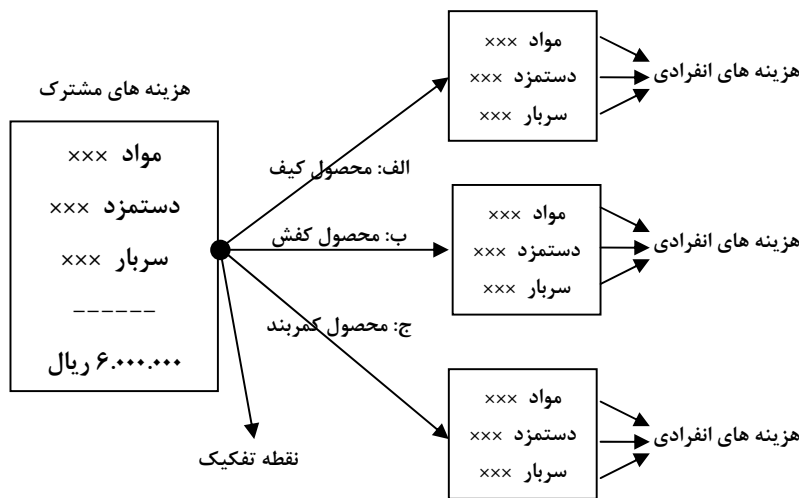 هزینه های مشترک
مواد ×××
دستمزد ×××
سربار ×××
------
۶.۰۰۰.۰۰۰ ریال
نقطه تفکیک
الف: محصول کیف
مواد ×××
دستمزد ×××
سربار ×××
هزینه های انفرادی
ب: محصول کفش
مواد ×××
دستمزد ×××
سربار ×××
هزینه های انفرادی
ج: محصول کمربند
مواد ×××
دستمزد ×××
سربار ×××
هزینه های انفرادی